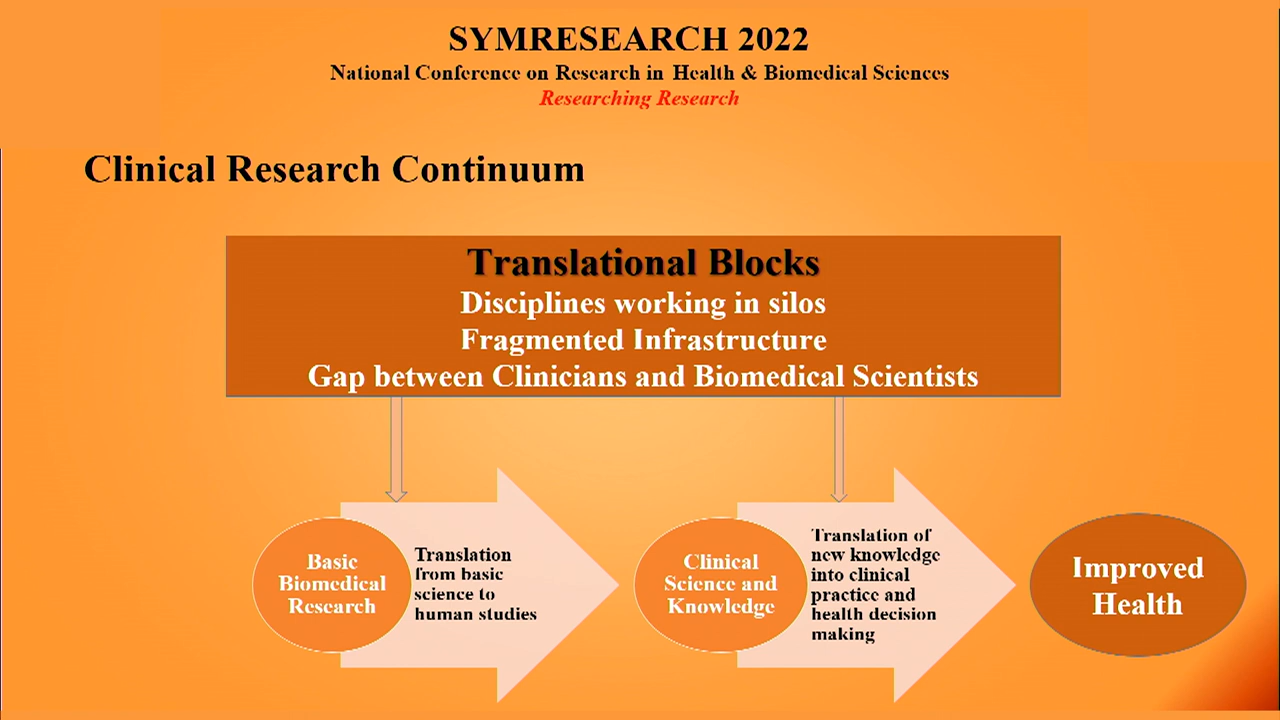 SYMRESEARCH 2022
National Conference on Research in Health & Biomedical Sciences
Researching Research
Clinical Research Continuum
Translational Blocks
Disciplines working in silos
Fragmented Infrastructure
Gap between Clinicians and Biomedical Scientists
Basic
Biomedical
Research
Translation
from basic
science to
human studies
Clinical
Science and
Knowledge
Translation of
new knowledge
into clinical
practice and
health decision
making
Improved
Health